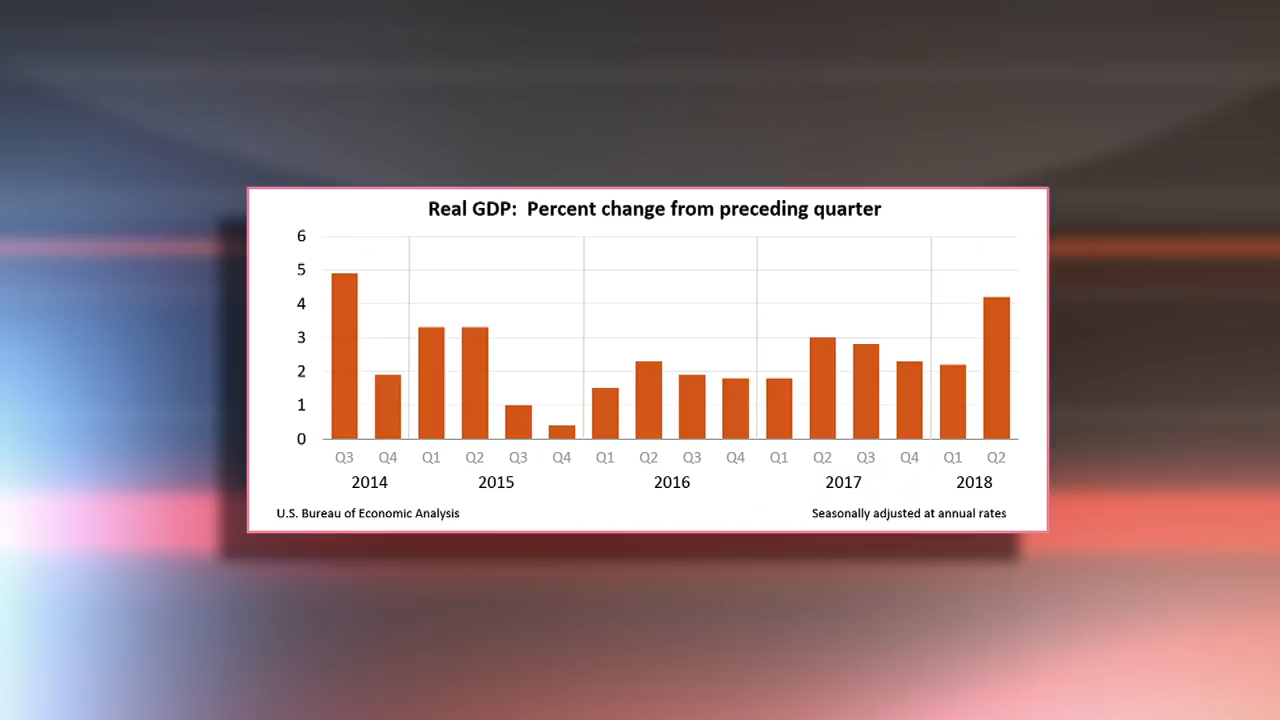 Real GDP:  Percent change from preceding quarter
6
5
4
3
2
1
0
Q3 Q4 Q1 Q2 Q3 Q4 Q1 Q2 Q3 Q4 Q1 Q2 Q3 Q4 Q1 Q2
2014 2015 2016 2017 2018
U.S. Bureau of Economic Analysis Seasonally adjusted at annual rates